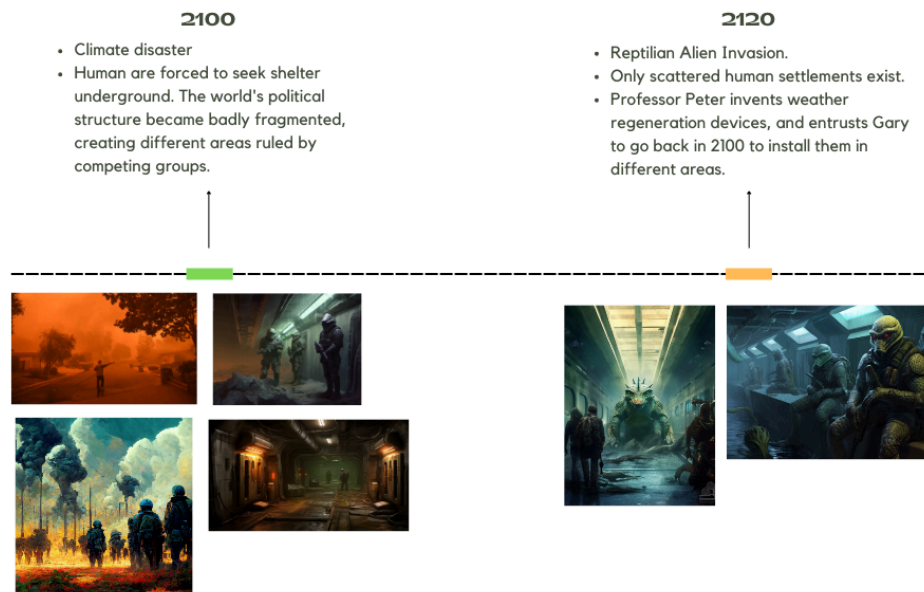 2100
• Climate disaster
• Human are forced to seek shelter
underground. The world's political
structure became badly fragmented,
creating different areas ruled by
competing groups.
2120
• Reptilian Alien Invasion.
• Only scattered human settlements exist.
• Professor Peter invents weather
regeneration devices, and entrusts Gary
to go back in 2100 to install them in
different areas.